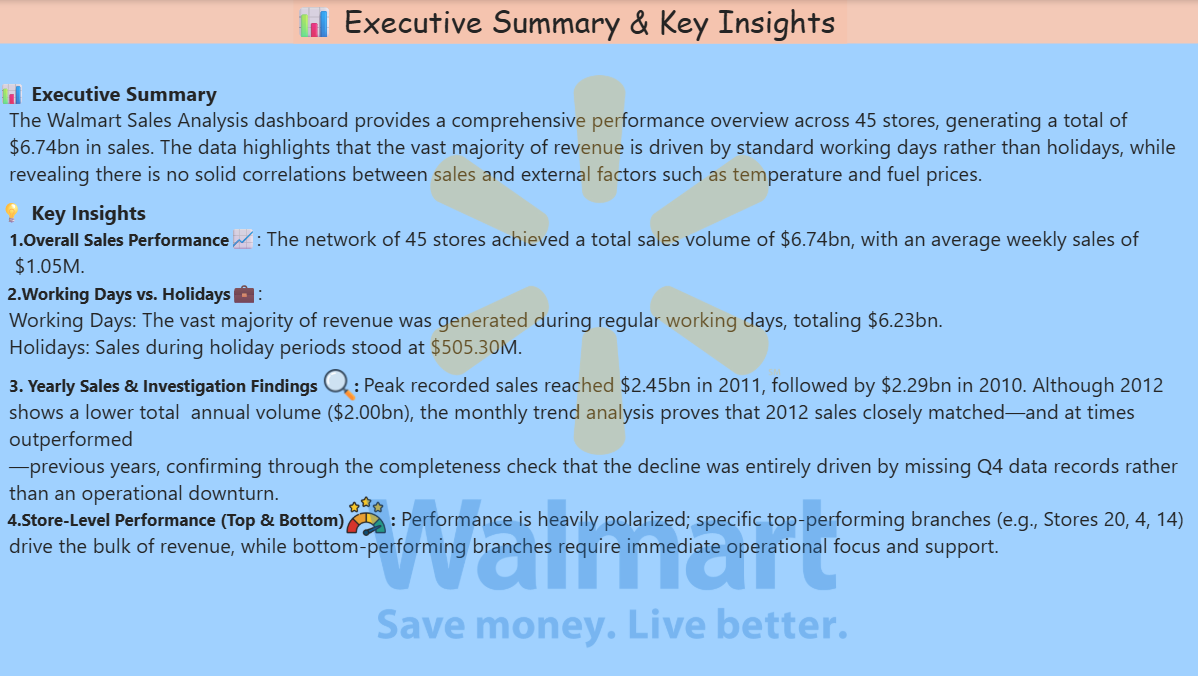 Executive Summary & Key Insights
Executive Summary
The Walmart Sales Analysis dashboard provides a comprehensive performance overview across 45 stores, generating a total of
$6.74bn in sales. The data highlights that the vast majority of revenue is driven by standard working days rather than holidays, while
revealing there is no solid correlations between sales and external factors such as temperature and fuel prices.
Key Insights
1.Overall Sales Performance 📈: The network of 45 stores achieved a total sales volume of $6.74bn, with an average weekly sales of
$1.05M.
2.Working Days vs. Holidays💼:
Working Days: The vast majority of revenue was generated during regular working days, totaling $6.23bn.
Holidays: Sales during holiday periods stood at $505.30M.
3. Yearly Sales & Investigation Findings 🔍: Peak recorded sales reached $2.45bn in 2011, followed by $2.29bn in 2010. Although 2012
shows a lower total annual volume ($2.00bn), the monthly trend analysis proves that 2012 sales closely matched—and at times
outperformed
—previous years, confirming through the completeness check that the decline was entirely driven by missing Q4 data records rather
than an operational downturn.
4.Store-Level Performance (Top & Bottom) : Performance is heavily polarized; specific top-performing branches (e.g., Stores 20, 4, 14)
drive the bulk of revenue, while bottom-performing branches require immediate operational focus and support.
Walmart
Save money. Live better.